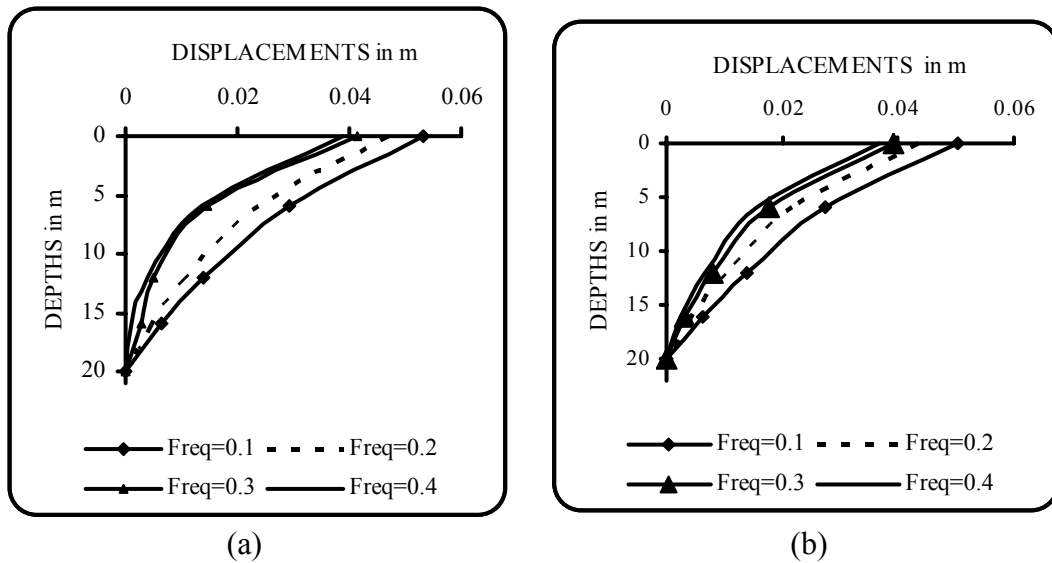 DISPLACEMENTS in m
0 0.02 0.04 0.06
0
5
10
15
20
DEPTHS in m
Freq=0.1 Freq=0.2
Freq=0.3 Freq=0.4
(a)
DISPLACEMENTS in m
0 0.02 0.04 0.06
0
5
10
15
20
DEPTHS in m
Freq=0.1 Freq=0.2
Freq=0.3 Freq=0.4
(b)